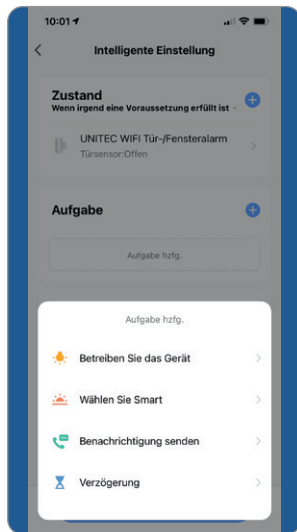 10:01
Intelligente Einstellung
Zustand
Wenn irgend eine Voraussetzung erfüllt ist
UNITEC WIFI Tür-/Fensteralarm
Türsensor:Offen
Aufgabe
Aufgabe hzfg.
Aufgabe hzfg.
Betreiben Sie das Gerät
Wählen Sie Smart
Benachrichtigung senden
Verzögerung